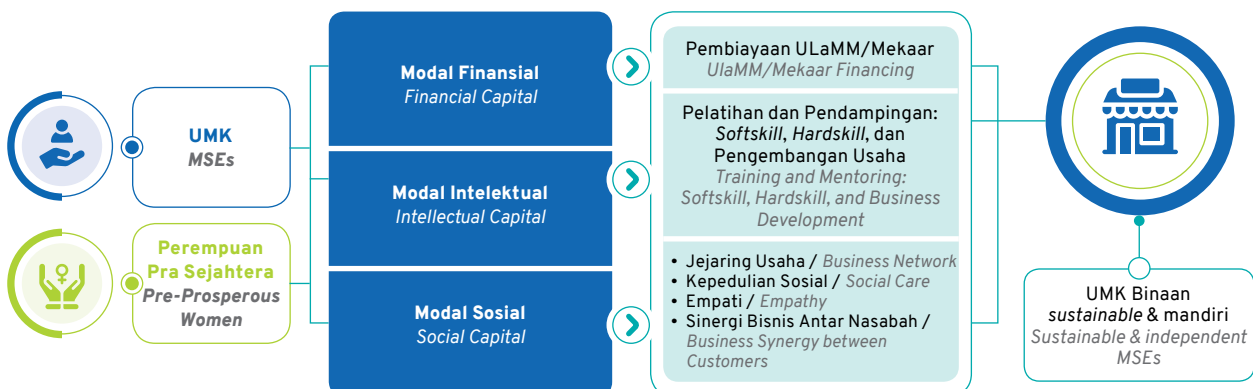 UMK
MSEs
Perempuan
Pra Sejahtera
Pre-Prosperous
Women
Modal Finansial
Financial Capital
Modal Intelektual
Intellectual Capital
Modal Sosial
Social Capital
Pembiayaan ULaMM/Mekaar
UlaMM/Mekaar Financing
Pelatihan dan Pendampingan:
Softskill, Hardskill, dan
Pengembangan Usaha
Training and Mentoring:
Softskill, Hardskill, and Business
Development
• Jejaring Usaha / Business Network
• Kepedulian Sosial / Social Care
• Empati / Empathy
• Sinergi Bisnis Antar Nasabah /
Business Synergy between
Customers
UMK Binaan
sustainable & mandiri
Sustainable & independent
MSEs